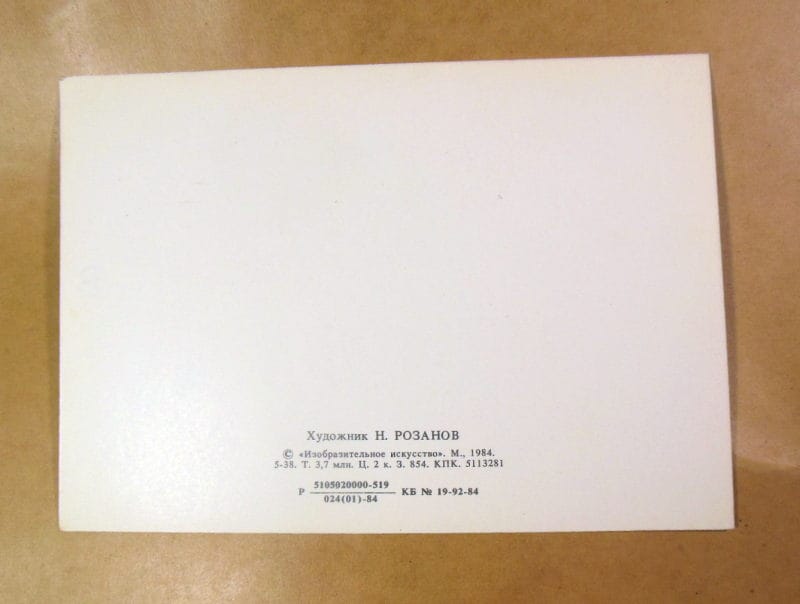 Художник Н. РОЗАНОВ
© «Изобразительное искусство». М., 1984.
5-38. Т. 3,7 млн. Ц. 2 к. З. 854. КПК. 5113281
5105020000-519
Р КБ № 19-92-84
024(01)-84